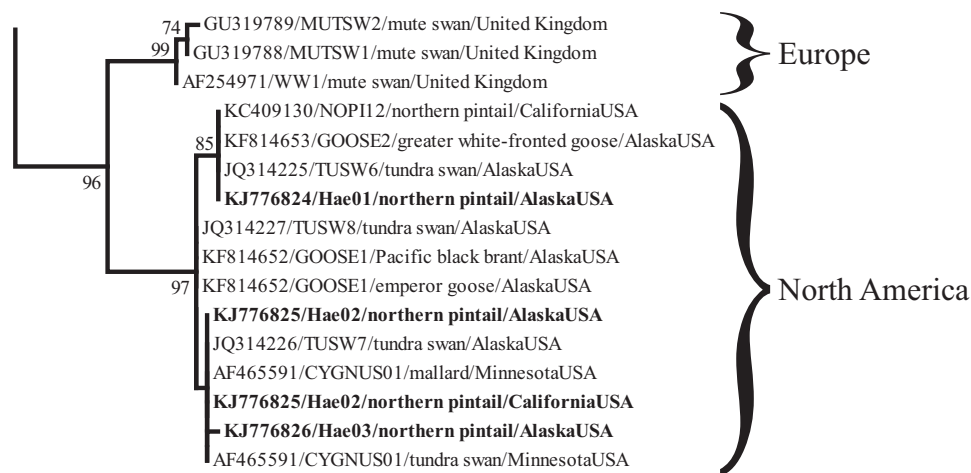 GU319789/MUTSW2/mute swan/United Kingdom
74
GU319788/MUTSW1/mute swan/United Kingdom
99
AF254971/WW1/mute swan/United Kingdom
Europe
KC409130/NOPI12/northern pintail/CaliforniaUSA
KF814653/GOOSE2/greater white-fronted goose/AlaskaUSA
85
JQ314225/TUSW6/tundra swan/AlaskaUSA
96
KJ776824/Hae01/northern pintail/AlaskaUSA
JQ314227/TUSW8/tundra swan/AlaskaUSA
KF814652/GOOSE1/Pacific black brant/AlaskaUSA
KF814652/GOOSE1/emperor goose/AlaskaUSA
97
North America
KJ776825/Hae02/northern pintail/AlaskaUSA
JQ314226/TUSW7/tundra swan/AlaskaUSA
AF465591/CYGNUS01/mallard/MinnesotaUSA
KJ776825/Hae02/northern pintail/CaliforniaUSA
KJ776826/Hae03/northern pintail/AlaskaUSA
AF465591/CYGNUS01/tundra swan/MinnesotaUSA